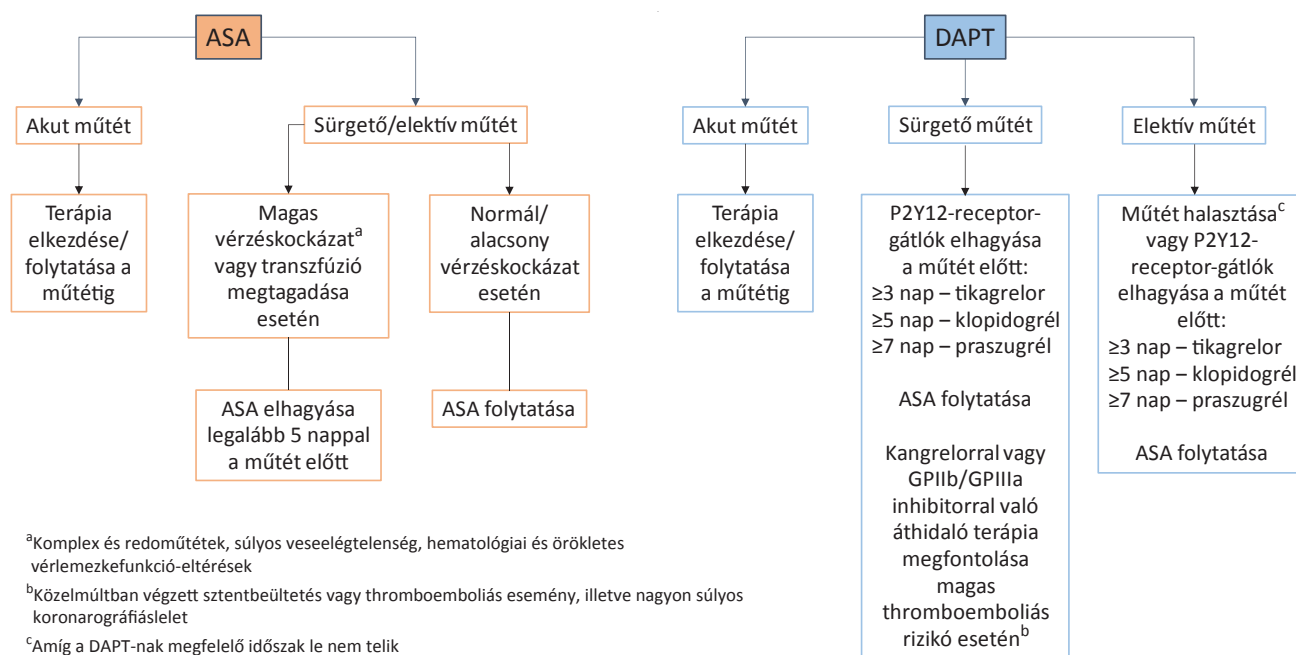 ASA
Akut műtét
Sürgető/elektív műtét
Terápia
elkezdése/
folytatása a
műtétig
Magas
vérzéskockázatᵃ
vagy transzfúzió
megtagadása
esetén
Normál/
alacsony
vérzéskockázat
esetén
ASA elhagyása
legalább 5 nappal
a műtét előtt
ASA folytatása
DAPT
Akut műtét
Sürgető műtét
Elektív műtét
Terápia
elkezdése/
folytatása
a műtétig
P2Y12-receptor-
gátlók elhagyása
a műtét előtt:
≥3 nap – tikagrelor
≥5 nap – klopidogrél
≥7 nap – praszugrél
ASA folytatása
Kangrelorral vagy
GPIIb/GPIIIa
inhibitorral való
áthidaló terápia
megfontolása
magas
thromboemboliás
rizikó eseténᵇ
Műtét halasztásaᶜ
vagy P2Y12-
receptor-gátlók
elhagyása a műtét
előtt:
≥3 nap – tikagrelor
≥5 nap – klopidogrél
≥7 nap – praszugrél
ASA folytatása
ᵃKomplex és redoműtétek, súlyos veseelégtelenség, hematológiai és örökletes
vérlemezkefunkció-eltérések
ᵇKözelmúltban végzett sztentbeültetés vagy thromboemboliás esemény, illetve nagyon súlyos
koronarográfiáslelet
ᶜAmíg a DAPT-nak megfelelő időszak le nem telik